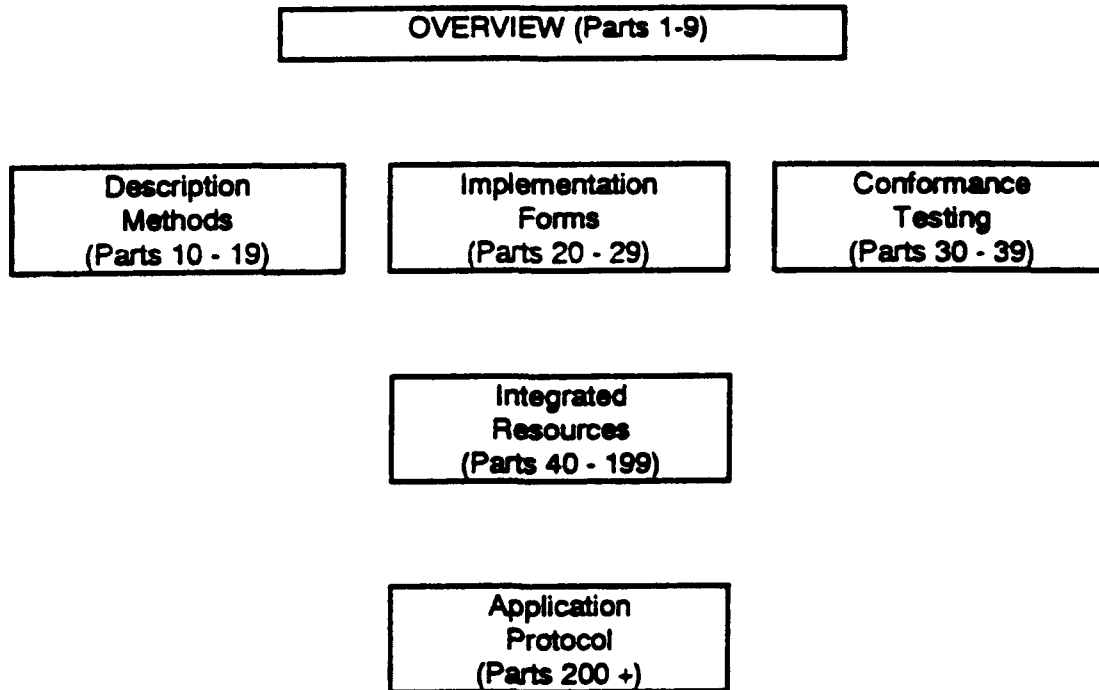 OVERVIEW (Parts 1-9)
Description
Methods
(Parts 10 - 19)
Implementation
Forms
(Parts 20 - 29)
Conformance
Testing
(Parts 30 - 39)
Integrated
Resources
(Parts 40 - 199)
Application
Protocol
(Parts 200 +)